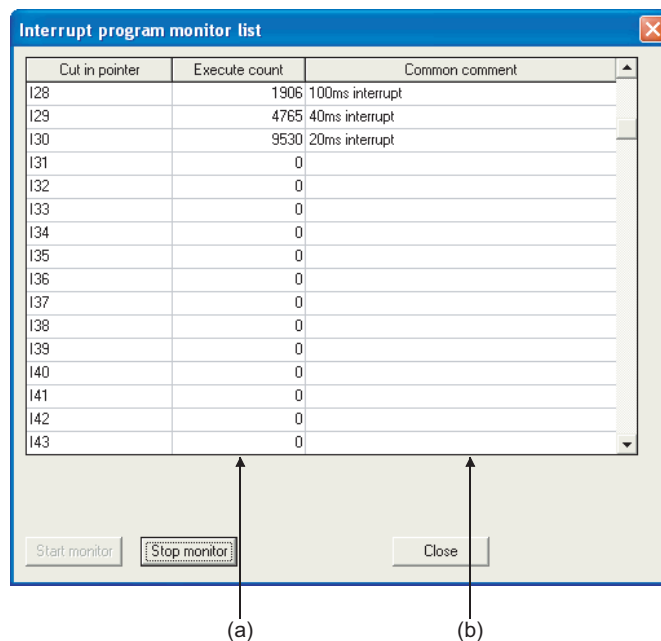 Interrupt program monitor list
Cut in pointer Execute count Common comment
I28 1906 100ms interrupt
I29 4765 40ms interrupt
I30 9530 20ms interrupt
I31 0
I32 0
I33 0
I34 0
I35 0
I36 0
I37 0
I38 0
I39 0
I40 0
I41 0
I42 0
I43 0
Start monitor Stop monitor Close
(a) (b)